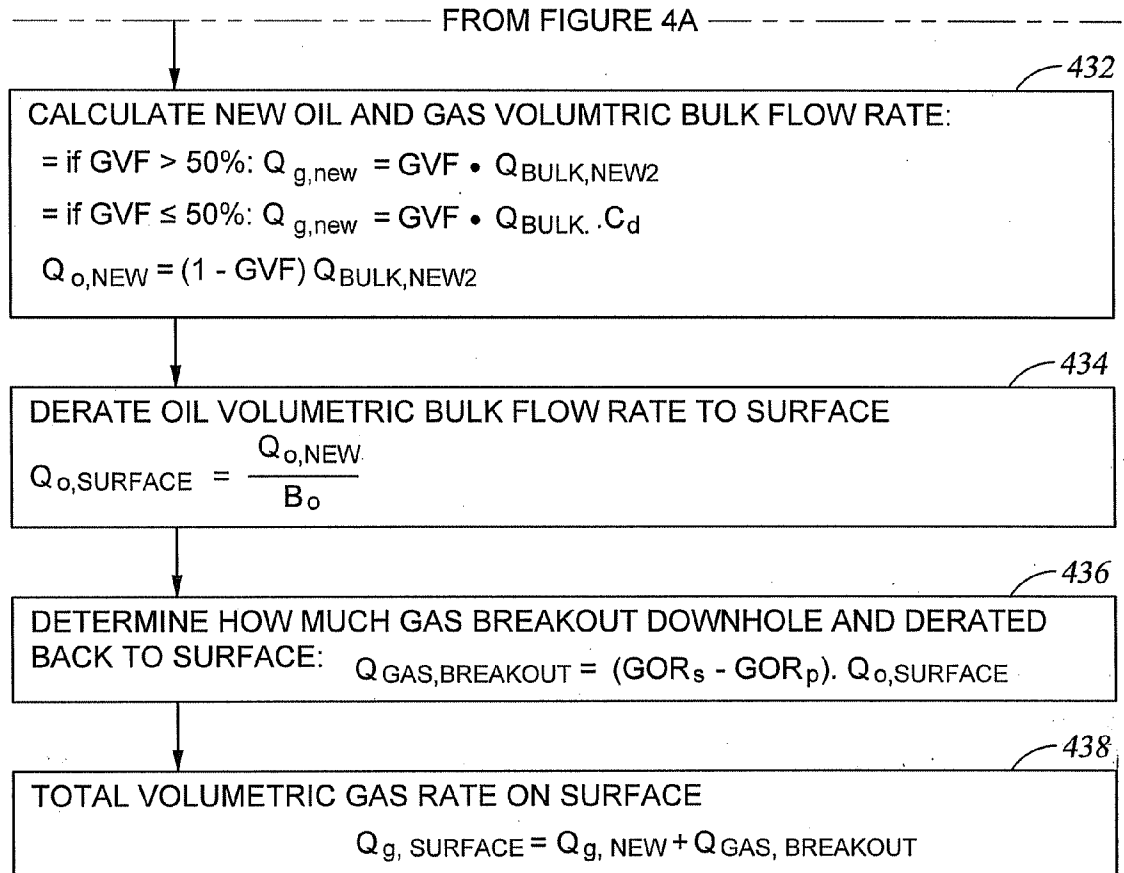 FROM FIGURE 4A
432
CALCULATE NEW OIL AND GAS VOLUMTRIC BULK FLOW RATE:
= if GVF > 50%: Q g,new = GVF • Q BULK,NEW2
= if GVF ≤ 50%: Q g,new = GVF • Q BULK. .Cd
Q o,NEW = (1 - GVF) Q BULK,NEW2
434
DERATE OIL VOLUMETRIC BULK FLOW RATE TO SURFACE
Q o,SURFACE = Q o,NEW / B o
436
DETERMINE HOW MUCH GAS BREAKOUT DOWNHOLE AND DERATED
BACK TO SURFACE: Q GAS,BREAKOUT = (GORs - GORp). Q o,SURFACE
438
TOTAL VOLUMETRIC GAS RATE ON SURFACE
Q g, SURFACE = Q g, NEW + Q GAS, BREAKOUT